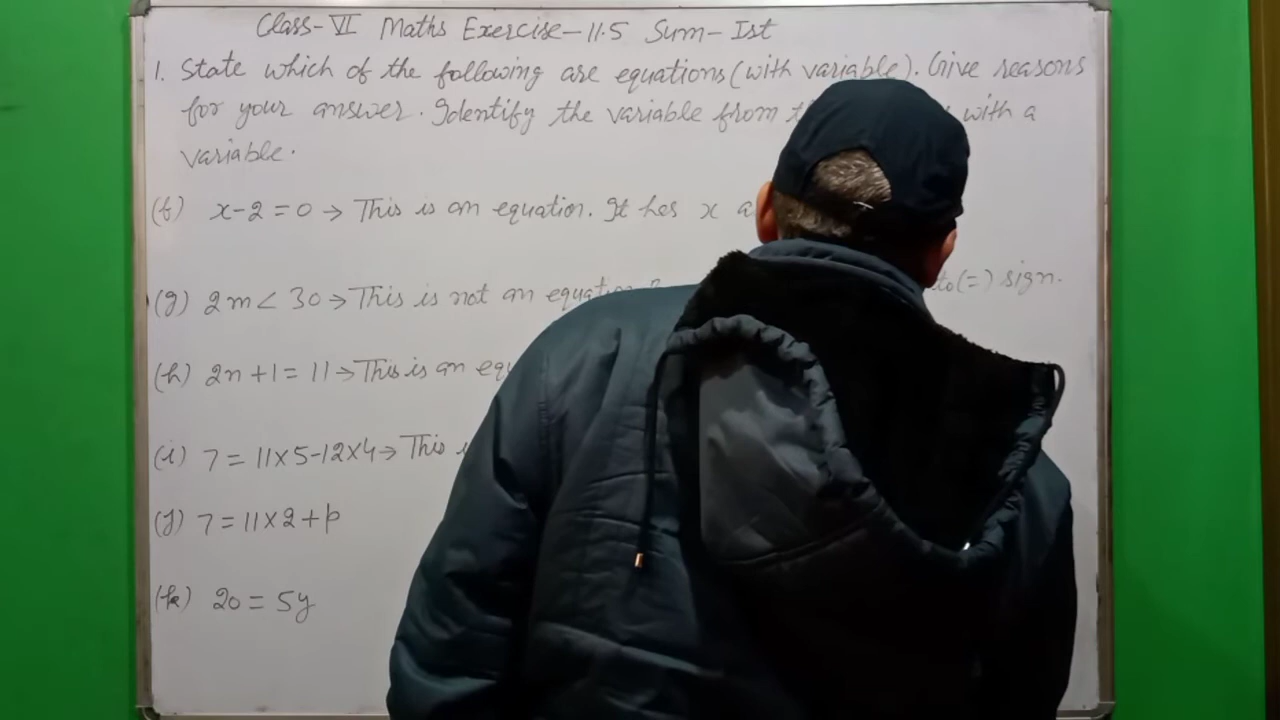 Class-VI Maths Exercise-11.5 Sum-Ist
1. State which of the following are equations (with variable). Give reasons
for your answer. Identify the variable from with a
variable.
(f) x-2=0 → This is an equation. It has x
(g) 2m< 30 → This is not an equation to(=) sign.
(h) 2n+1= 11 → This is an
(i) 7 = 11×5-12×4 → This
(j) 7=11×2+p
(k) 20 = 5y